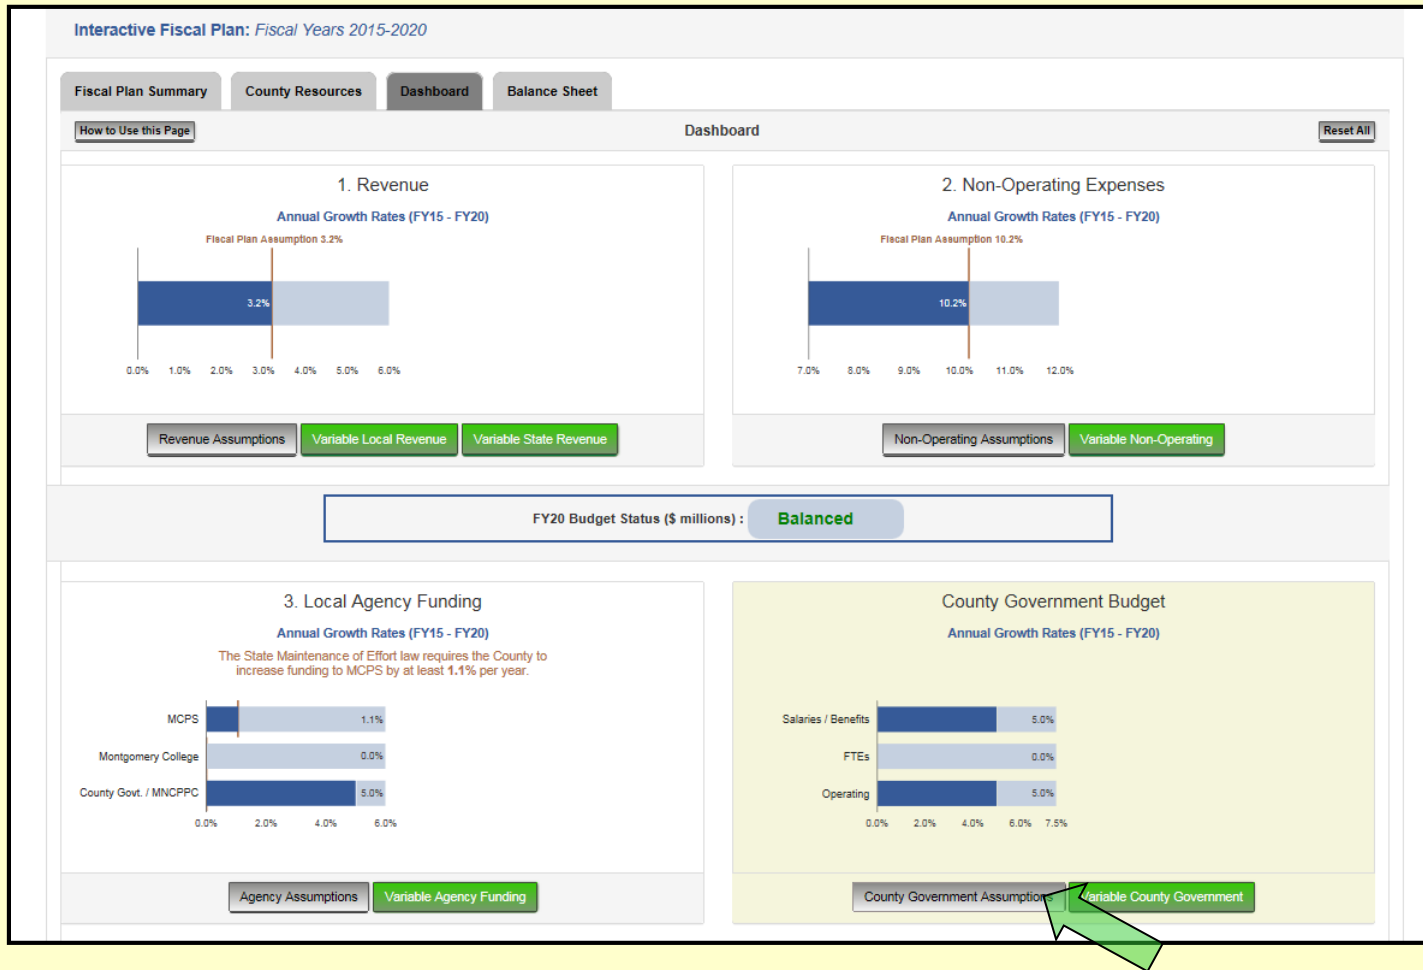 Interactive Fiscal Plan: Fiscal Years 2015-2020
Fiscal Plan Summary County Resources Dashboard Balance Sheet
How to Use this Page Dashboard Reset All
1. Revenue
Annual Growth Rates (FY15 - FY20)
Fiscal Plan Assumption 3.2%
3.2%
0.0% 1.0% 2.0% 3.0% 4.0% 5.0% 6.0%
Revenue Assumptions Variable Local Revenue Variable State Revenue
2. Non-Operating Expenses
Annual Growth Rates (FY15 - FY20)
Fiscal Plan Assumption 10.2%
10.2%
7.0% 8.0% 9.0% 10.0% 11.0% 12.0%
Non-Operating Assumptions Variable Non-Operating
FY20 Budget Status ($ millions) : Balanced
3. Local Agency Funding
Annual Growth Rates (FY15 - FY20)
The State Maintenance of Effort law requires the County to
increase funding to MCPS by at least 1.1% per year.
MCPS 1.1%
Montgomery College 0.0%
County Govt. / MNCPPC 5.0%
0.0% 2.0% 4.0% 6.0%
Agency Assumptions Variable Agency Funding
County Government Budget
Annual Growth Rates (FY15 - FY20)
Salaries / Benefits 5.0%
FTEs 0.0%
Operating 5.0%
0.0% 2.0% 4.0% 6.0% 7.5%
County Government Assumptions Variable County Government